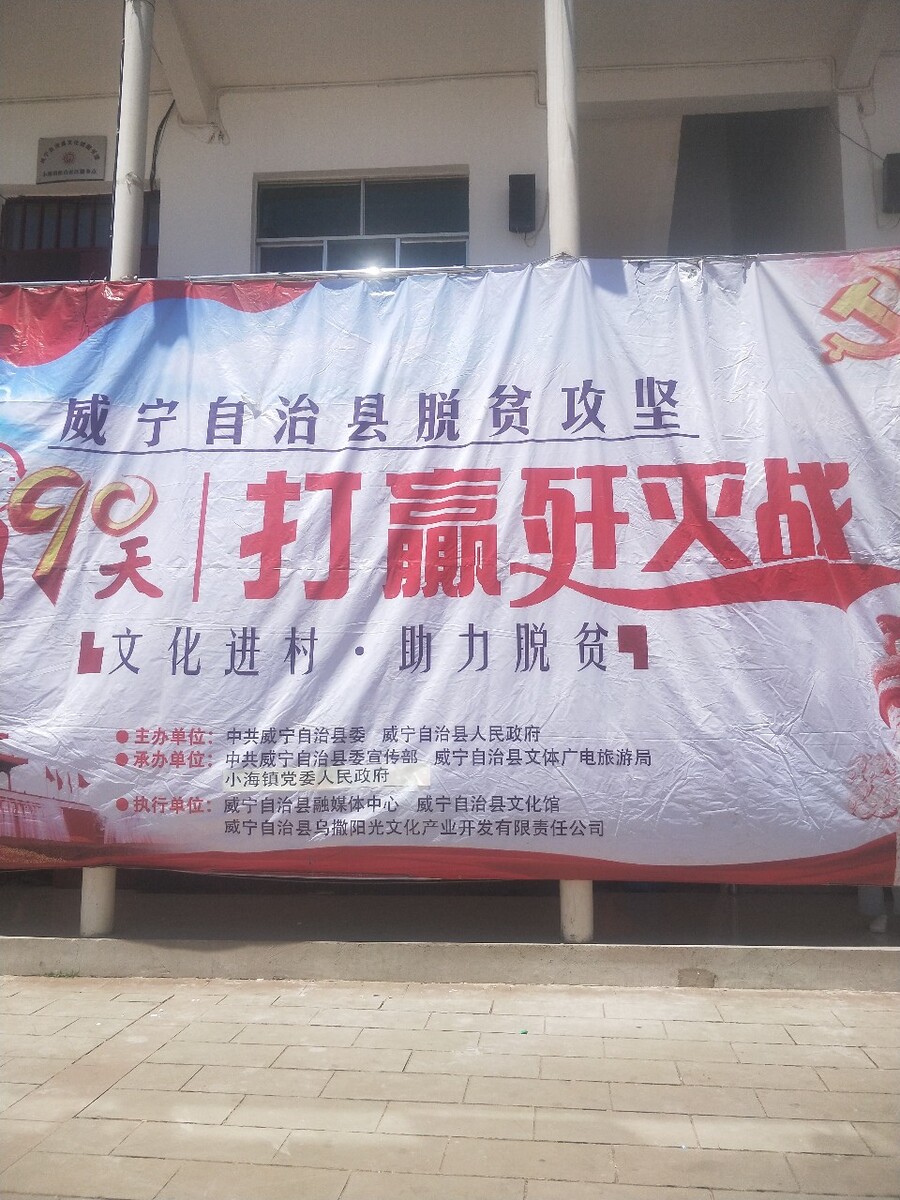 威宁自治县脱贫攻坚
90天 打赢歼灭战
文化进村·助力脱贫
主办单位：中共威宁自治县委 威宁自治县人民政府
承办单位：中共威宁自治县委宣传部 威宁自治县文体广电旅游局
小海镇党委人民政府
执行单位：威宁自治县融媒体中心 威宁自治县文化馆
威宁自治县乌撒阳光文化产业开发有限责任公司